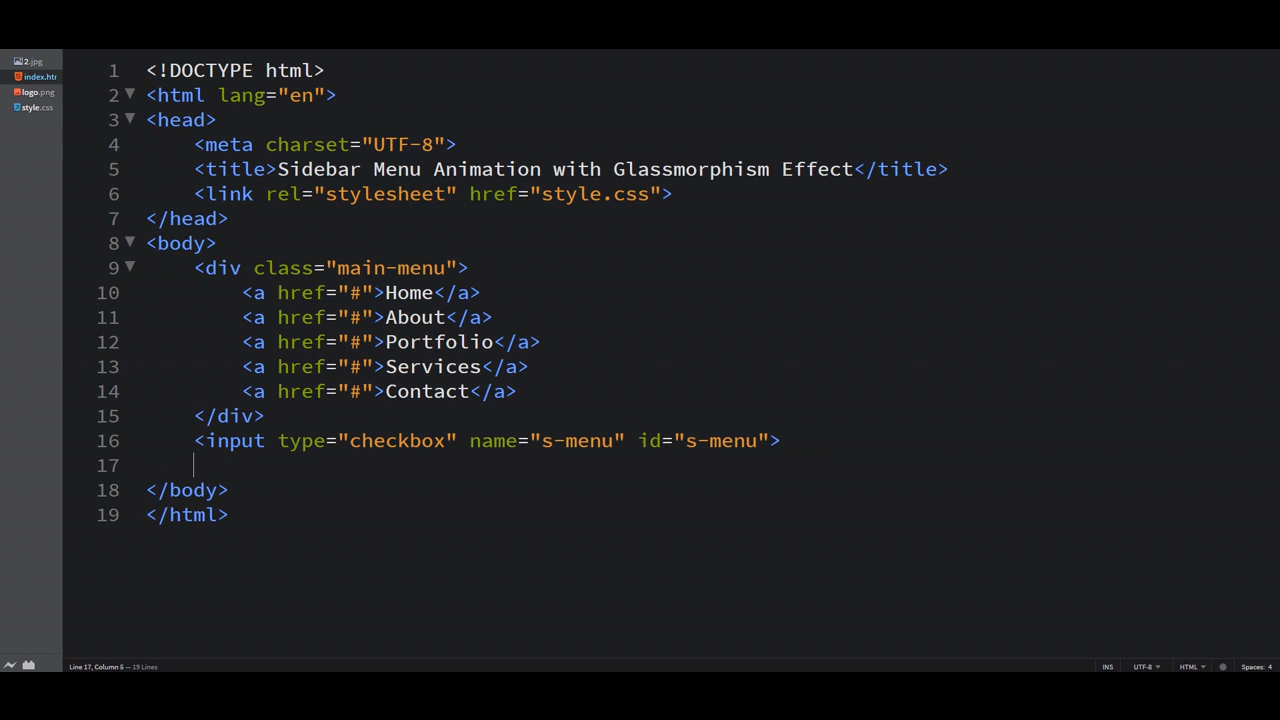 2.jpg
index.htm
logo.png
style.css
1 <!DOCTYPE html>
2 <html lang="en">
3 <head>
4 <meta charset="UTF-8">
5 <title>Sidebar Menu Animation with Glassmorphism Effect</title>
6 <link rel="stylesheet" href="style.css">
7 </head>
8 <body>
9 <div class="main-menu">
10 <a href="#">Home</a>
11 <a href="#">About</a>
12 <a href="#">Portfolio</a>
13 <a href="#">Services</a>
14 <a href="#">Contact</a>
15 </div>
16 <input type="checkbox" name="s-menu" id="s-menu">
17
18 </body>
19 </html>
Line 17, Column 5 — 19 Lines
INS UTF-8 HTML Spaces: 4